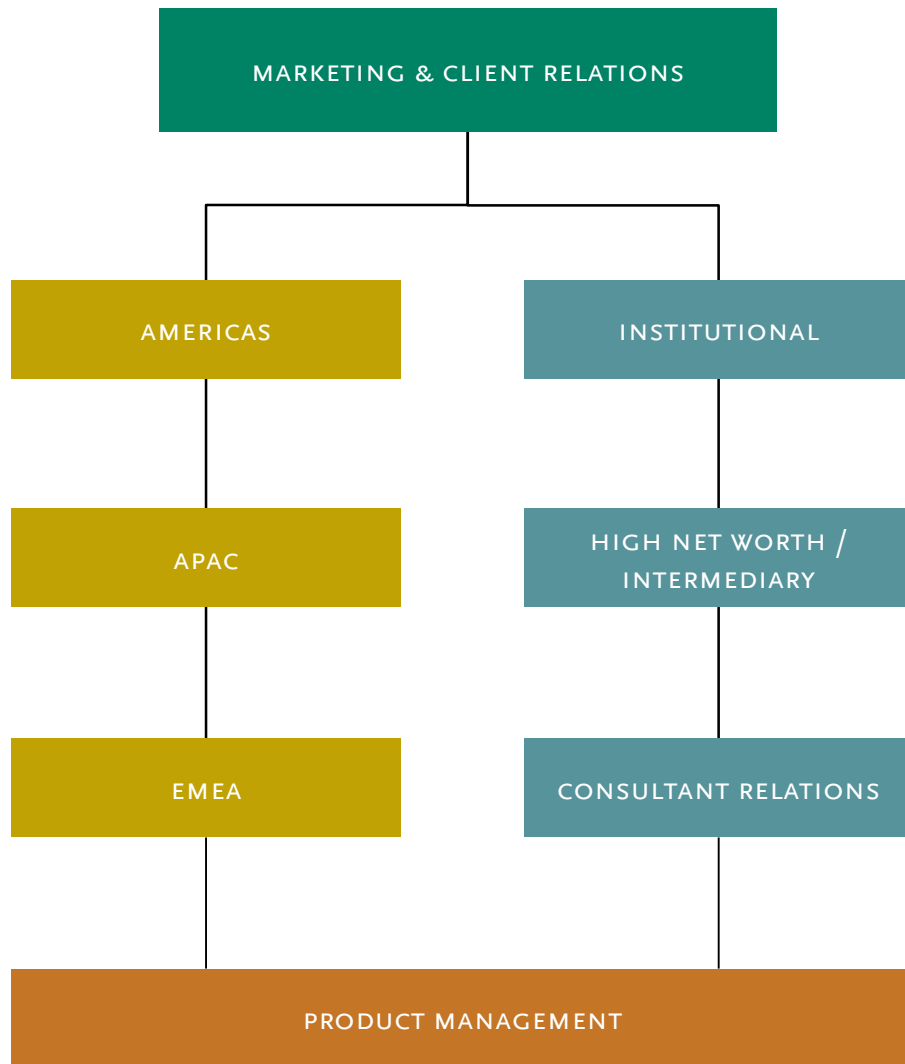 MARKETING & CLIENT RELATIONS
AMERICAS
INSTITUTIONAL
APAC
HIGH NET WORTH /
INTERMEDIARY
EMEA
CONSULTANT RELATIONS
PRODUCT MANAGEMENT